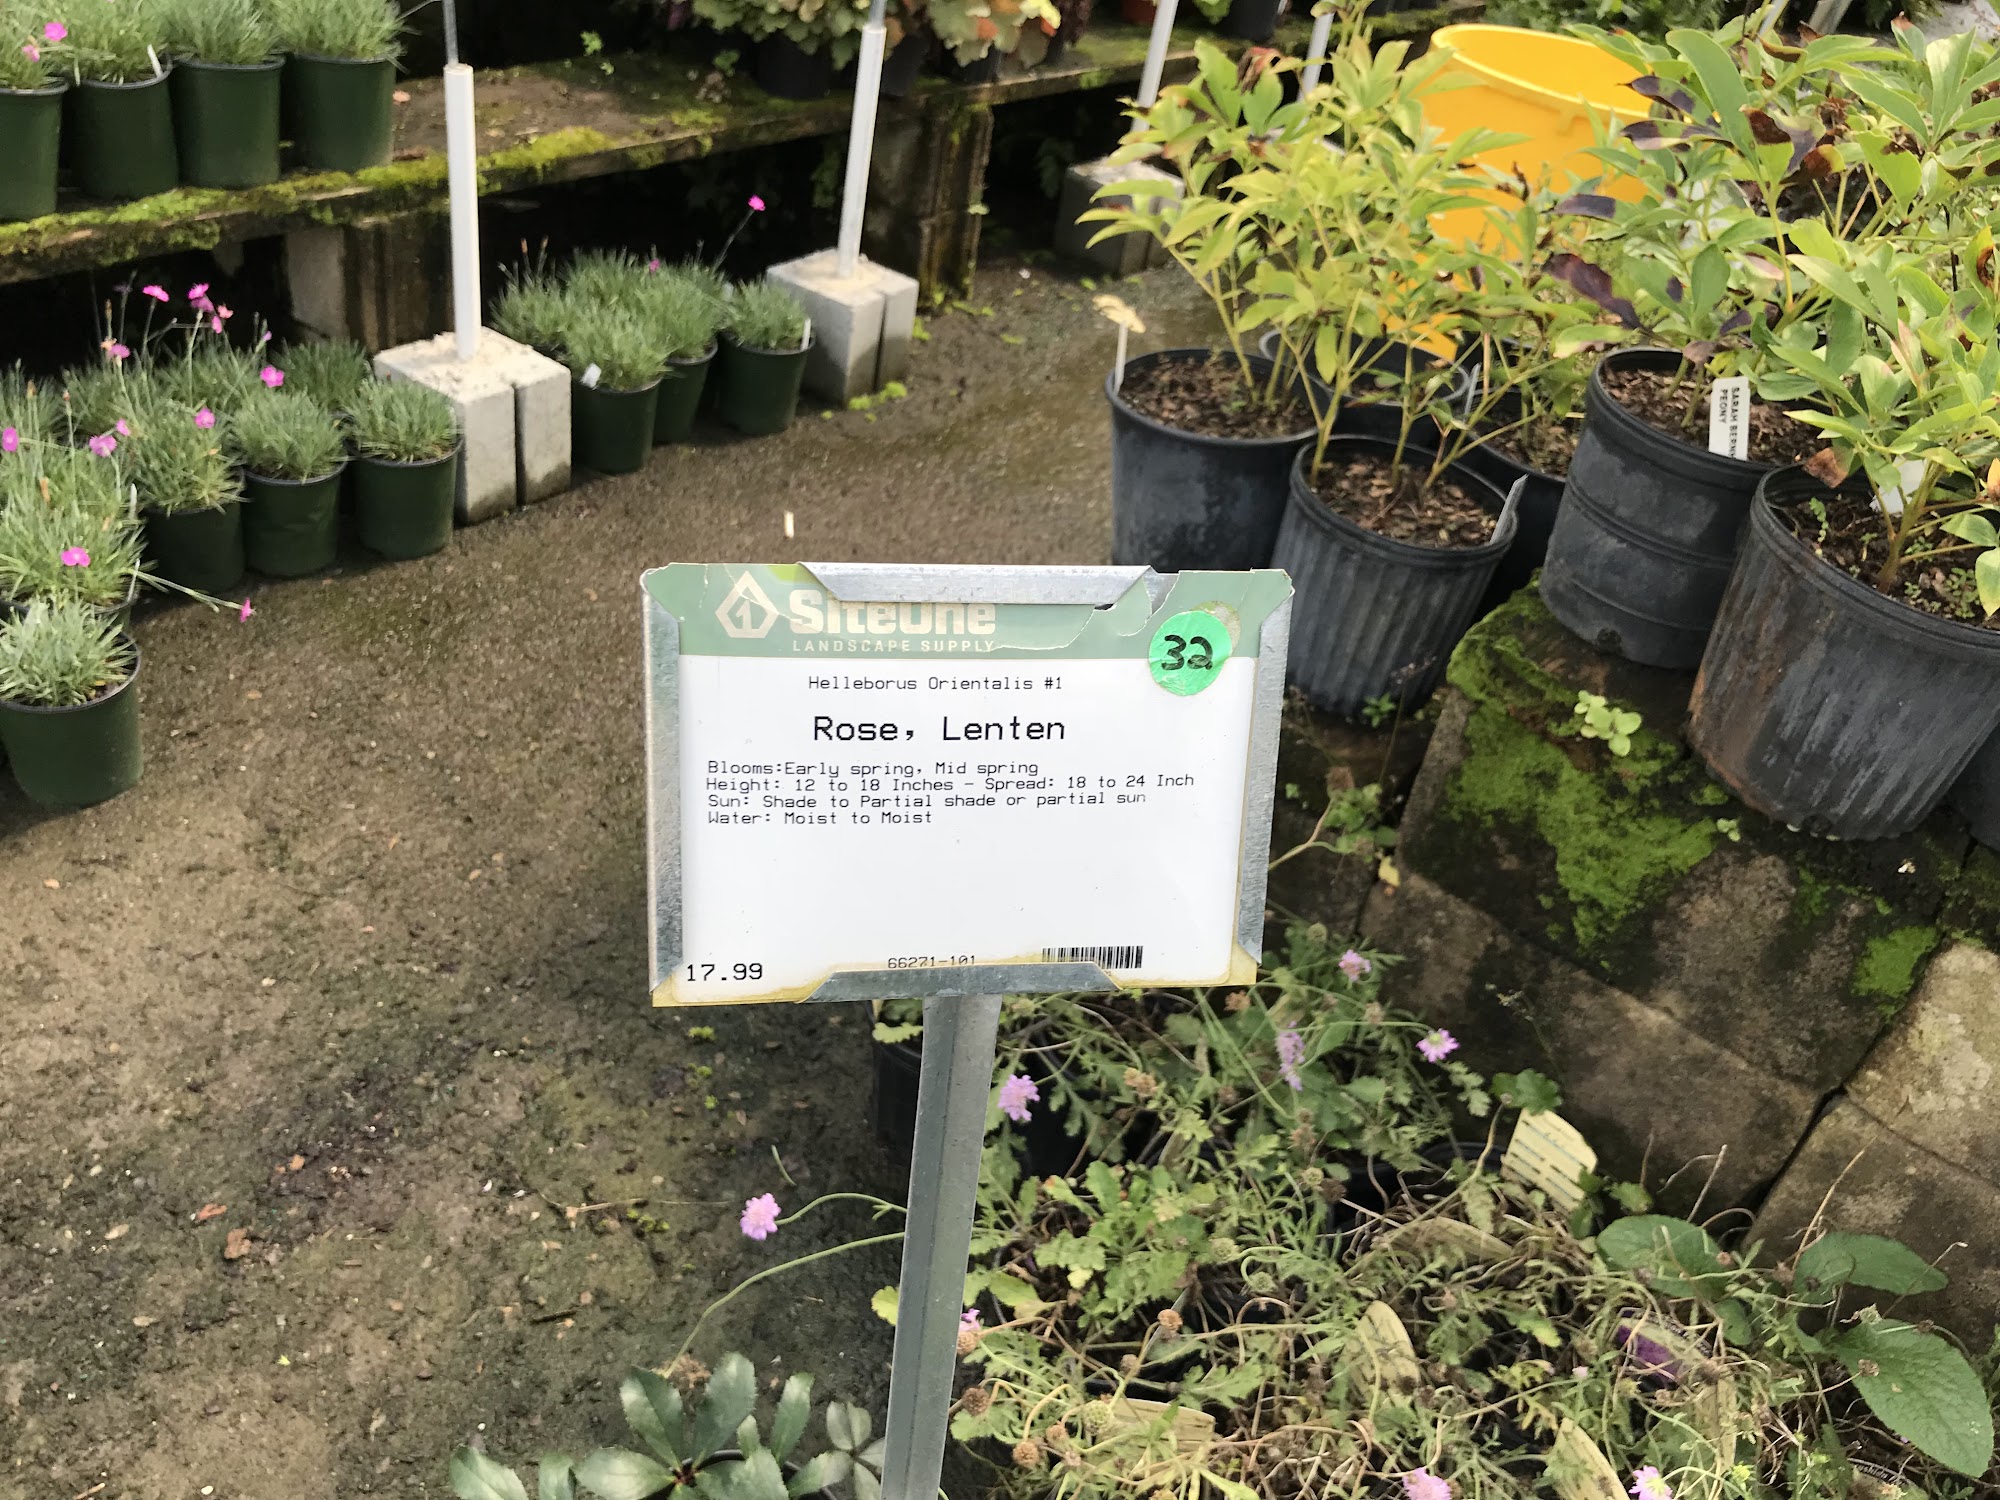 SiteOne
LANDSCAPE SUPPLY
32
Helleborus Orientalis #1
Rose, Lenten
Blooms:Early spring, Mid spring
Height: 12 to 18 Inches - Spread: 18 to 24 Inch
Sun: Shade to Partial shade or partial sun
Water: Moist to Moist
17.99
66271-101
SARAH
PEONY